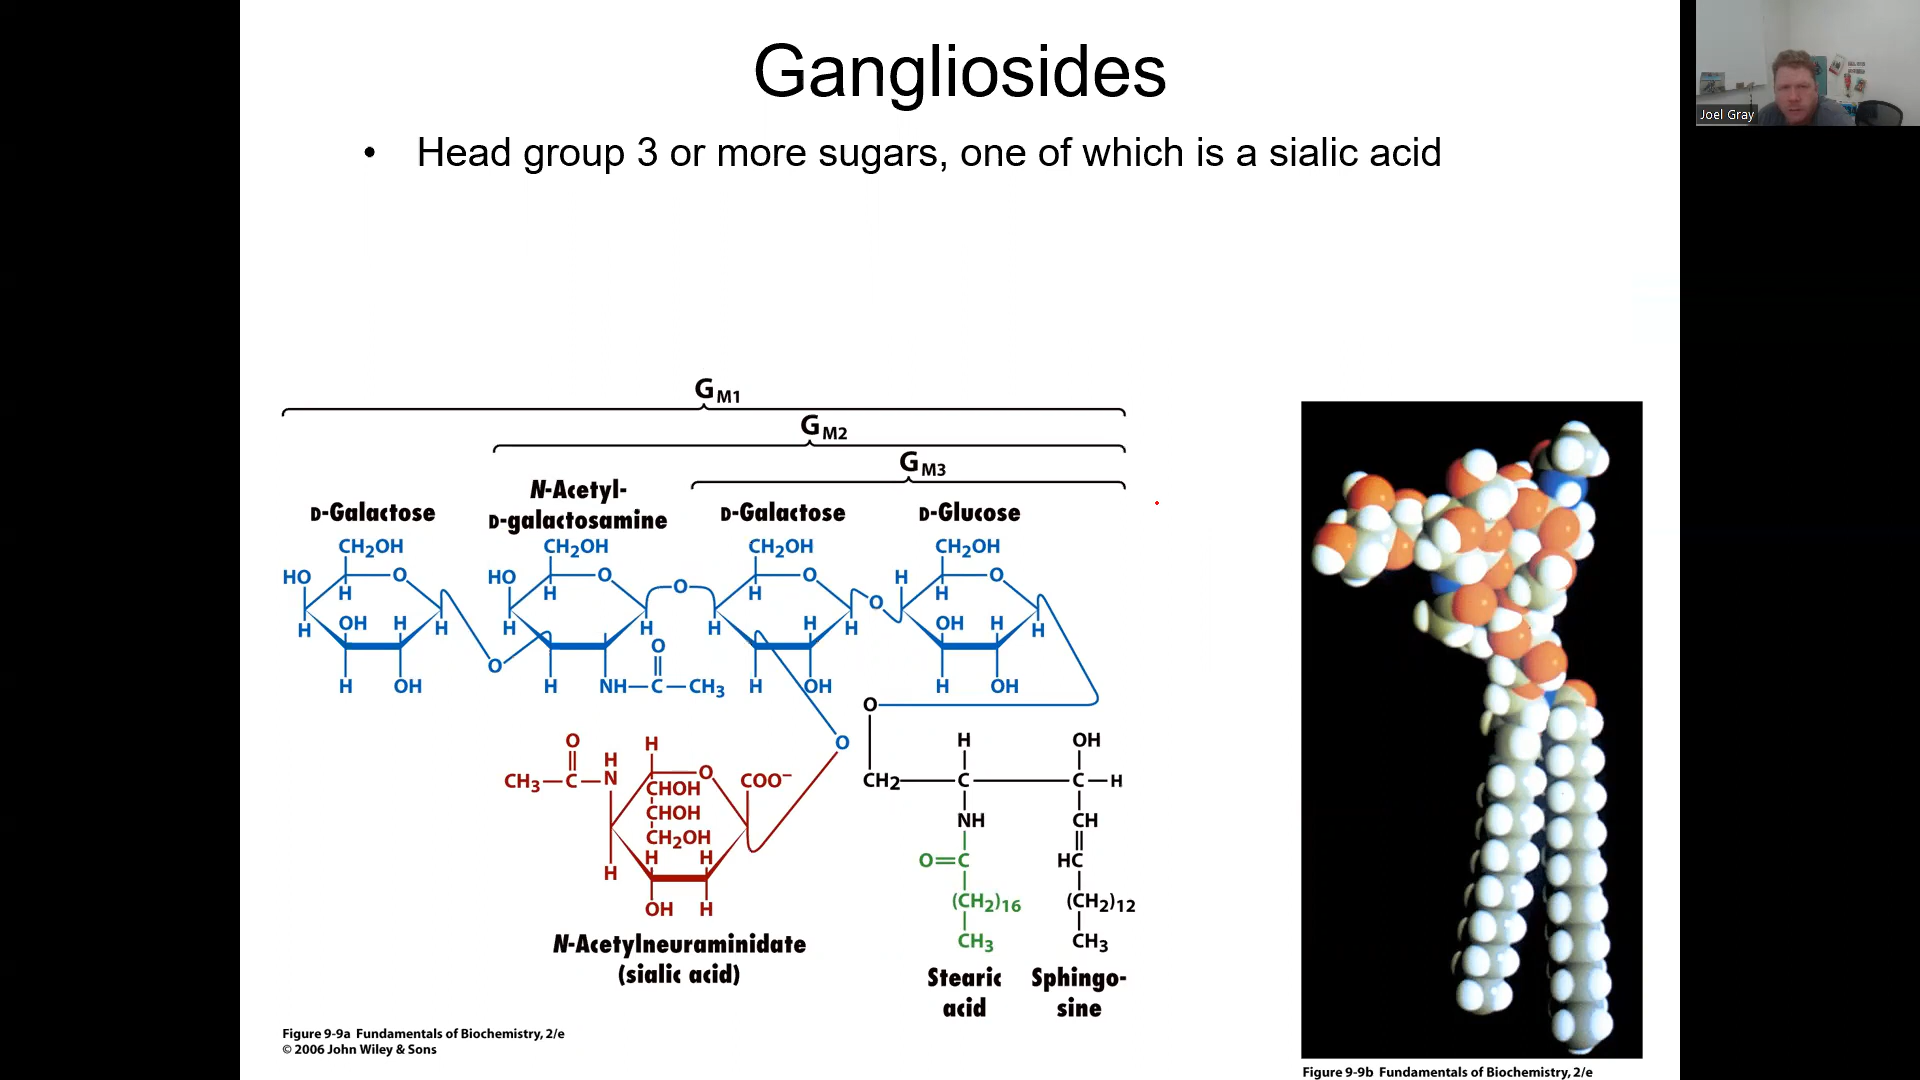 Gangliosides
Joel Gray
• Head group 3 or more sugars, one of which is a sialic acid
GM1
GM2
GM3
D-Galactose
N-Acetyl-
D-galactosamine
D-Galactose
D-Glucose
CH2OH CH2OH CH2OH CH2OH
HO O HO O O H O
H H H H
O O
H OH H H H H H OH H H H OH H H
O O
H OH H NH—C—CH3 H OH H OH
O
O H O H OH
CH3—C—N H O COO− CH2—C—C—H
CHOH
CHOH NH CH
CH2OH
H H O=C HC
H (CH2)16 (CH2)12
OH H CH3 CH3
N-Acetylneuraminidate
(sialic acid)
Stearic
acid
Sphingo-
sine
Figure 9-9a Fundamentals of Biochemistry, 2/e
© 2006 John Wiley & Sons
Figure 9-9b Fundamentals of Biochemistry, 2/e